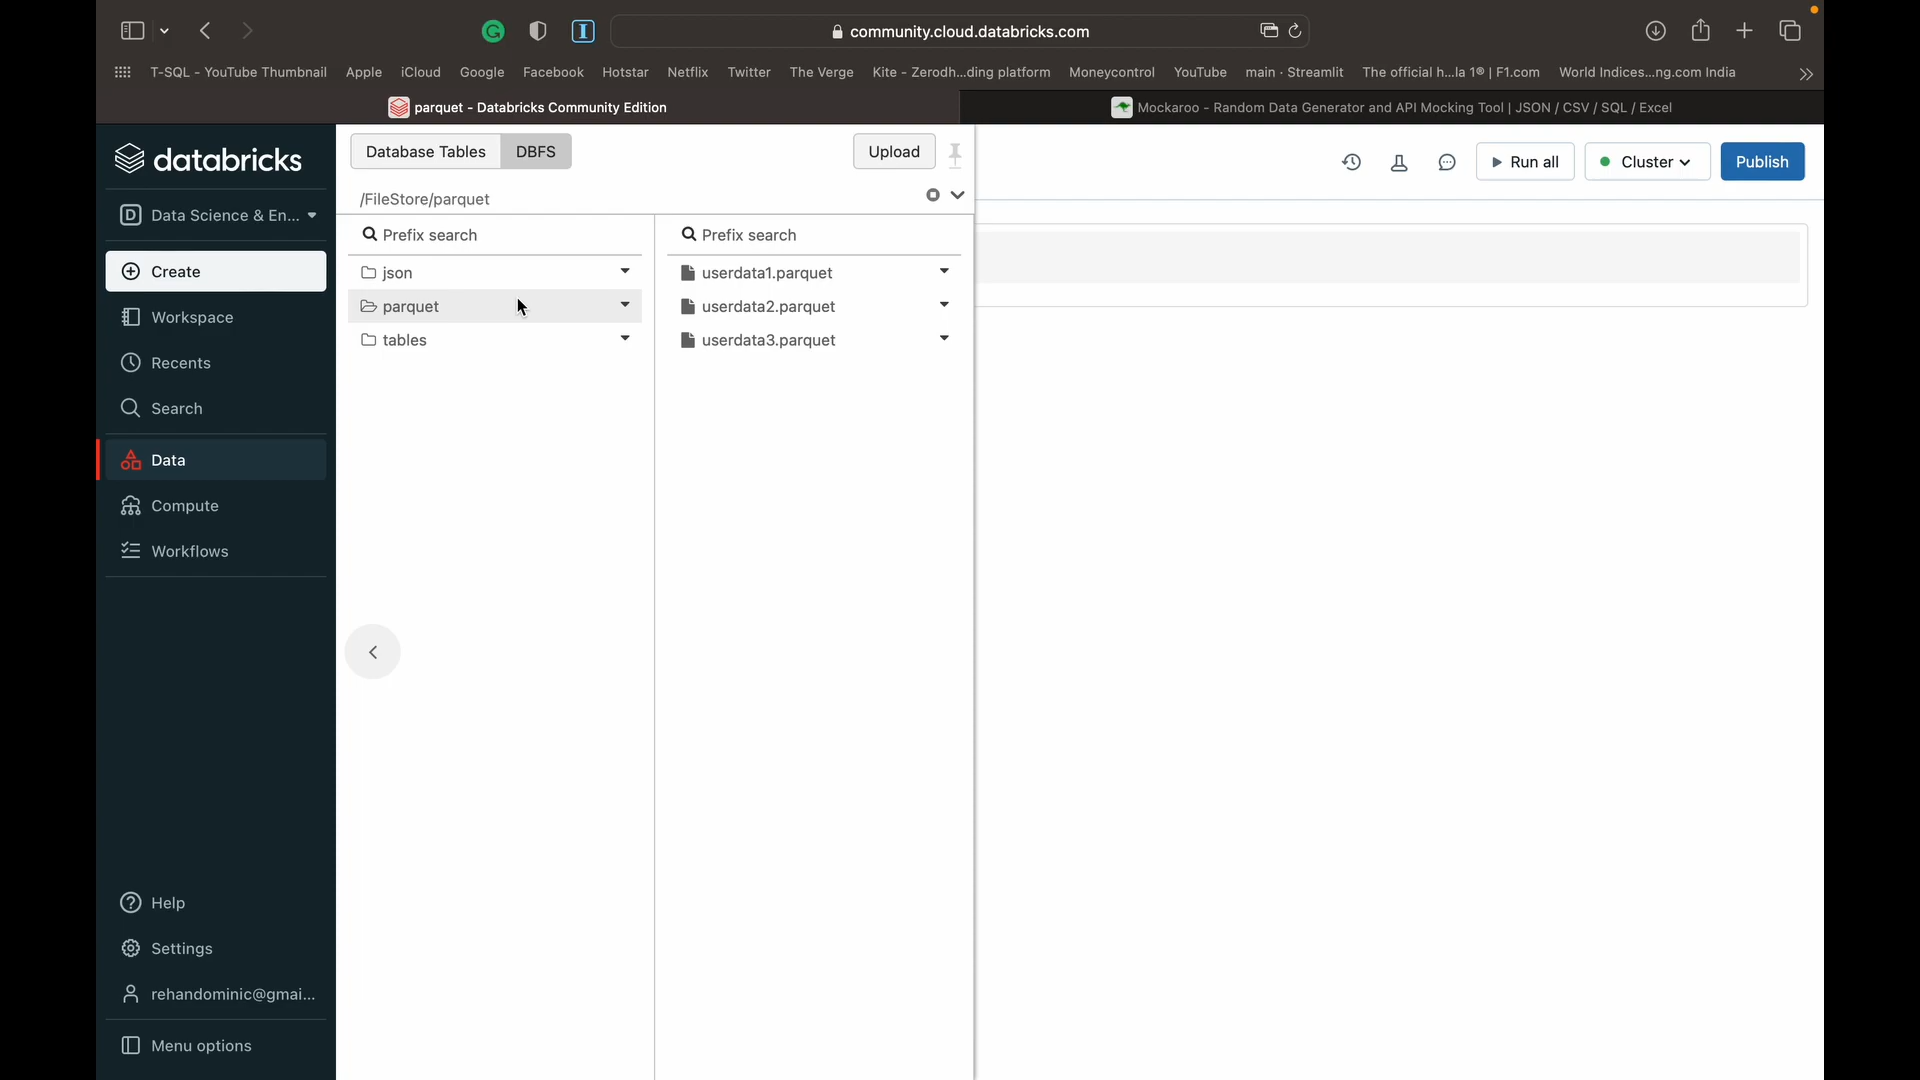 community.cloud.databricks.com
T-SQL - YouTube Thumbnail Apple iCloud Google Facebook Hotstar Netflix Twitter The Verge Kite - Zerodh...ding platform Moneycontrol YouTube main · Streamlit The official h...la 1® | F1.com World Indices...ng.com India
parquet - Databricks Community Edition
Mockaroo - Random Data Generator and API Mocking Tool | JSON / CSV / SQL / Excel
databricks
D Data Science & En...
Create
Workspace
Recents
Search
Data
Compute
Workflows
Help
Settings
rehandominic@gmai...
Menu options
Database Tables DBFS Upload
/FileStore/parquet
Prefix search
json
parquet
tables
Prefix search
userdata1.parquet
userdata2.parquet
userdata3.parquet
Run all Cluster Publish